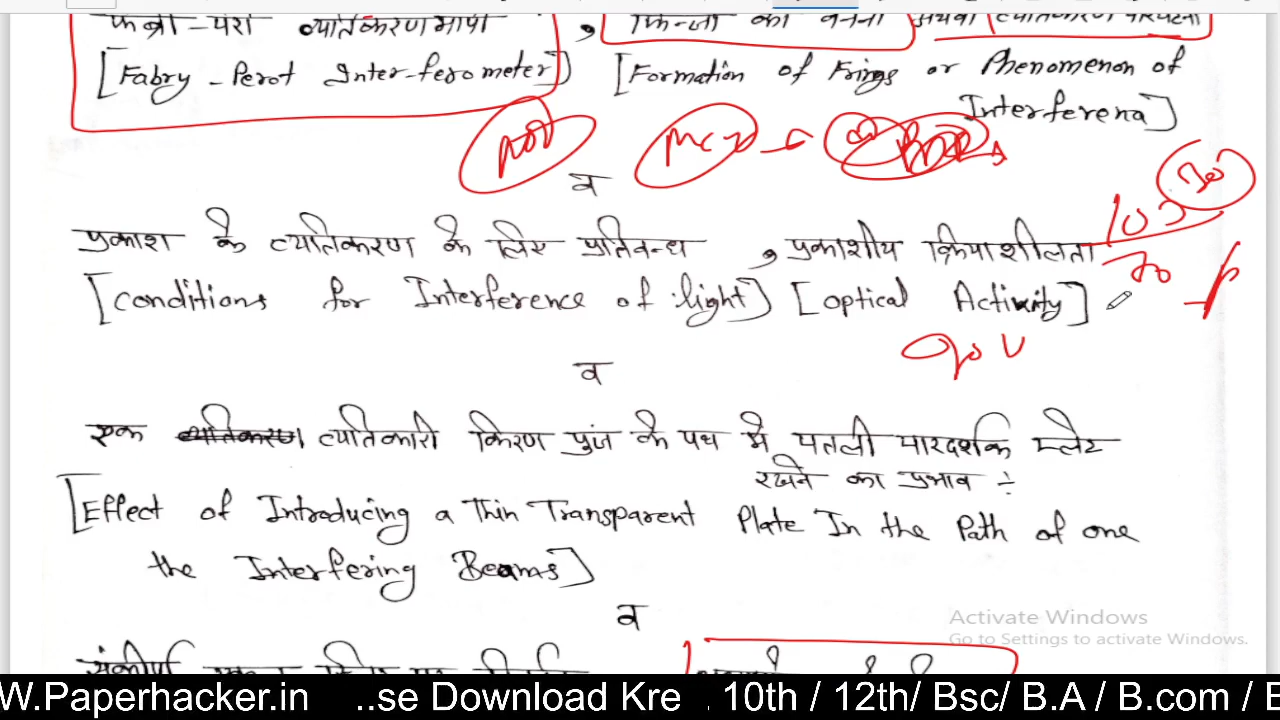 फेब्री-पेरो व्यतिकरणमापी , फ्रिन्जों का बनना अथवा व्यतिकरण परिघटना
[Fabry-Perot Inter-ferometer] [Formation of Frings or Phenomenon of
Interferena]
व
प्रकाश के व्यतिकरण के लिए प्रतिबन्ध , प्रकाशीय क्रियाशीलता
[Conditions for Interference of light] [optical Activity]
व
एक व्यतिकारी किरण पुंज के पथ में पतली पारदर्शक प्लेट
रखने का प्रभाव ÷
[Effect of Introducing a Thin Transparent Plate In the Path of one
the Interfering Beams]
व
Activate Windows
Go to Settings to activate Windows.
W.Paperhacker.in ..se Download Kre . 10th / 12th/ Bsc/ B.A / B.com / B